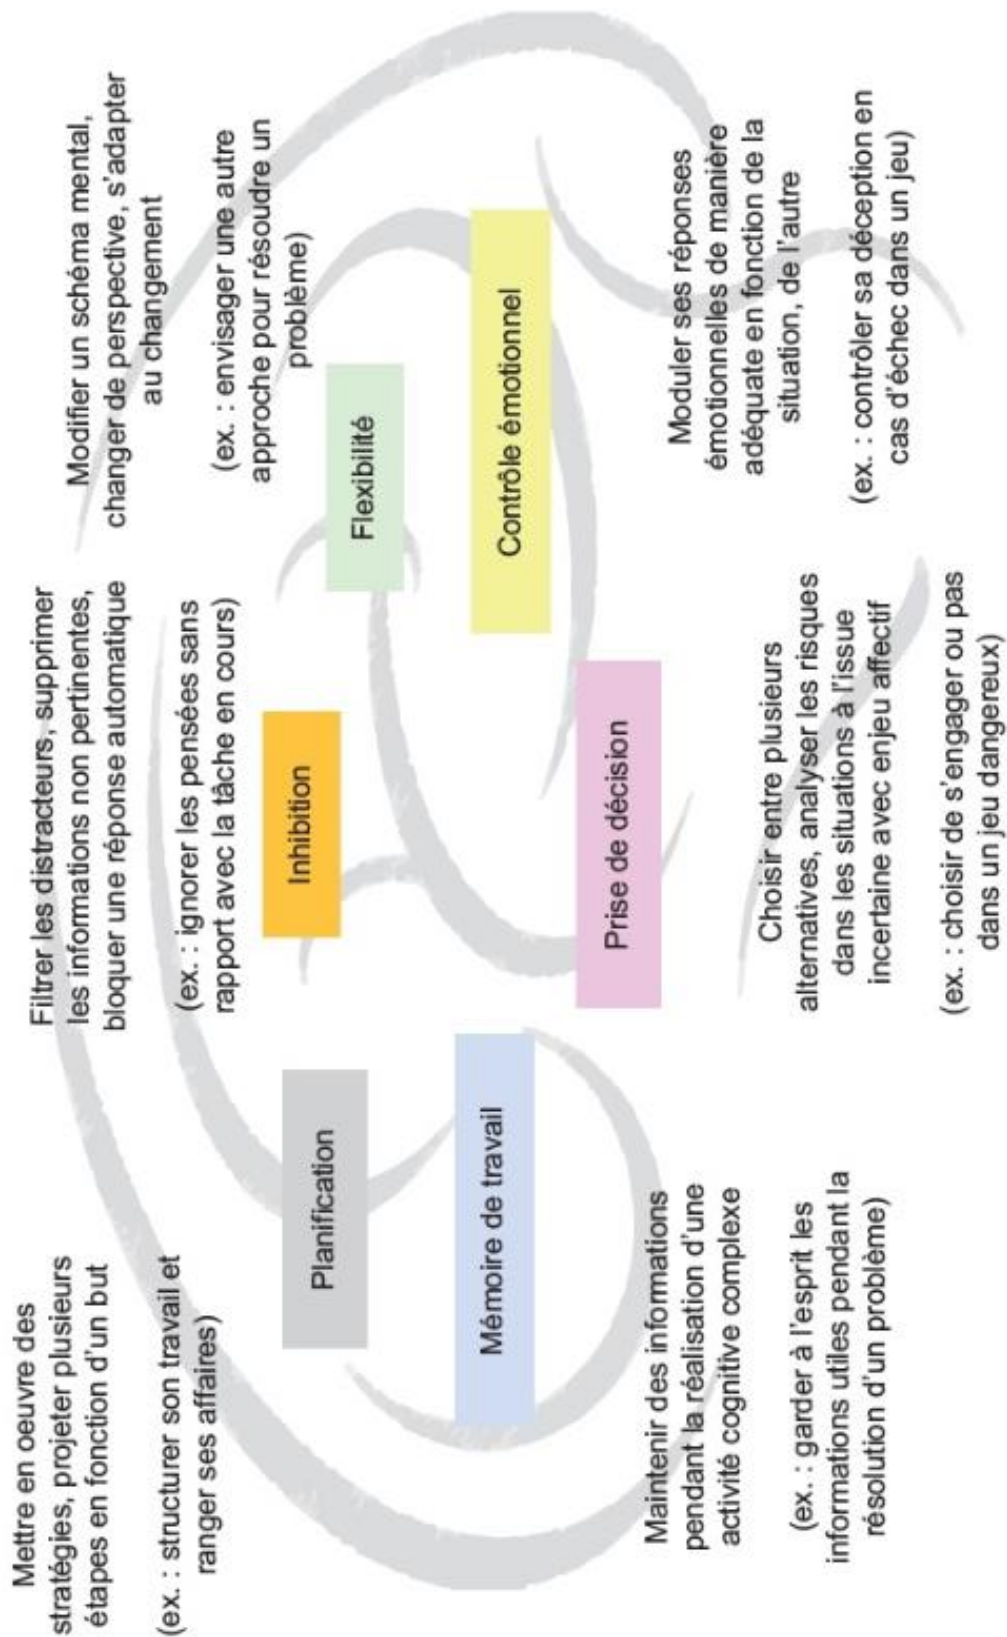 Mettre en oeuvre des
stratégies, projeter plusieurs
étapes en fonction d'un but
(ex. : structurer son travail et
ranger ses affaires)
Planification
Filtrer les distracteurs, supprimer
les informations non pertinentes,
bloquer une réponse automatique
(ex. : ignorer les pensées sans
rapport avec la tâche en cours)
Inhibition
Modifier un schéma mental,
changer de perspective, s'adapter
au changement
(ex. : envisager une autre
approche pour résoudre un
problème)
Flexibilité
Mémoire de travail
Maintenir des informations
pendant la réalisation d'une
activité cognitive complexe
(ex. : garder à l'esprit les
informations utiles pendant la
résolution d'un problème)
Prise de décision
Choisir entre plusieurs
alternatives, analyser les risques
dans les situations à l'issue
incertaine avec enjeu affectif
(ex. : choisir de s'engager ou pas
dans un jeu dangereux)
Contrôle émotionnel
Moduler ses réponses
émotionnelles de manière
adéquate en fonction de la
situation, de l'autre
(ex. : contrôler sa déception en
cas d'échec dans un jeu)